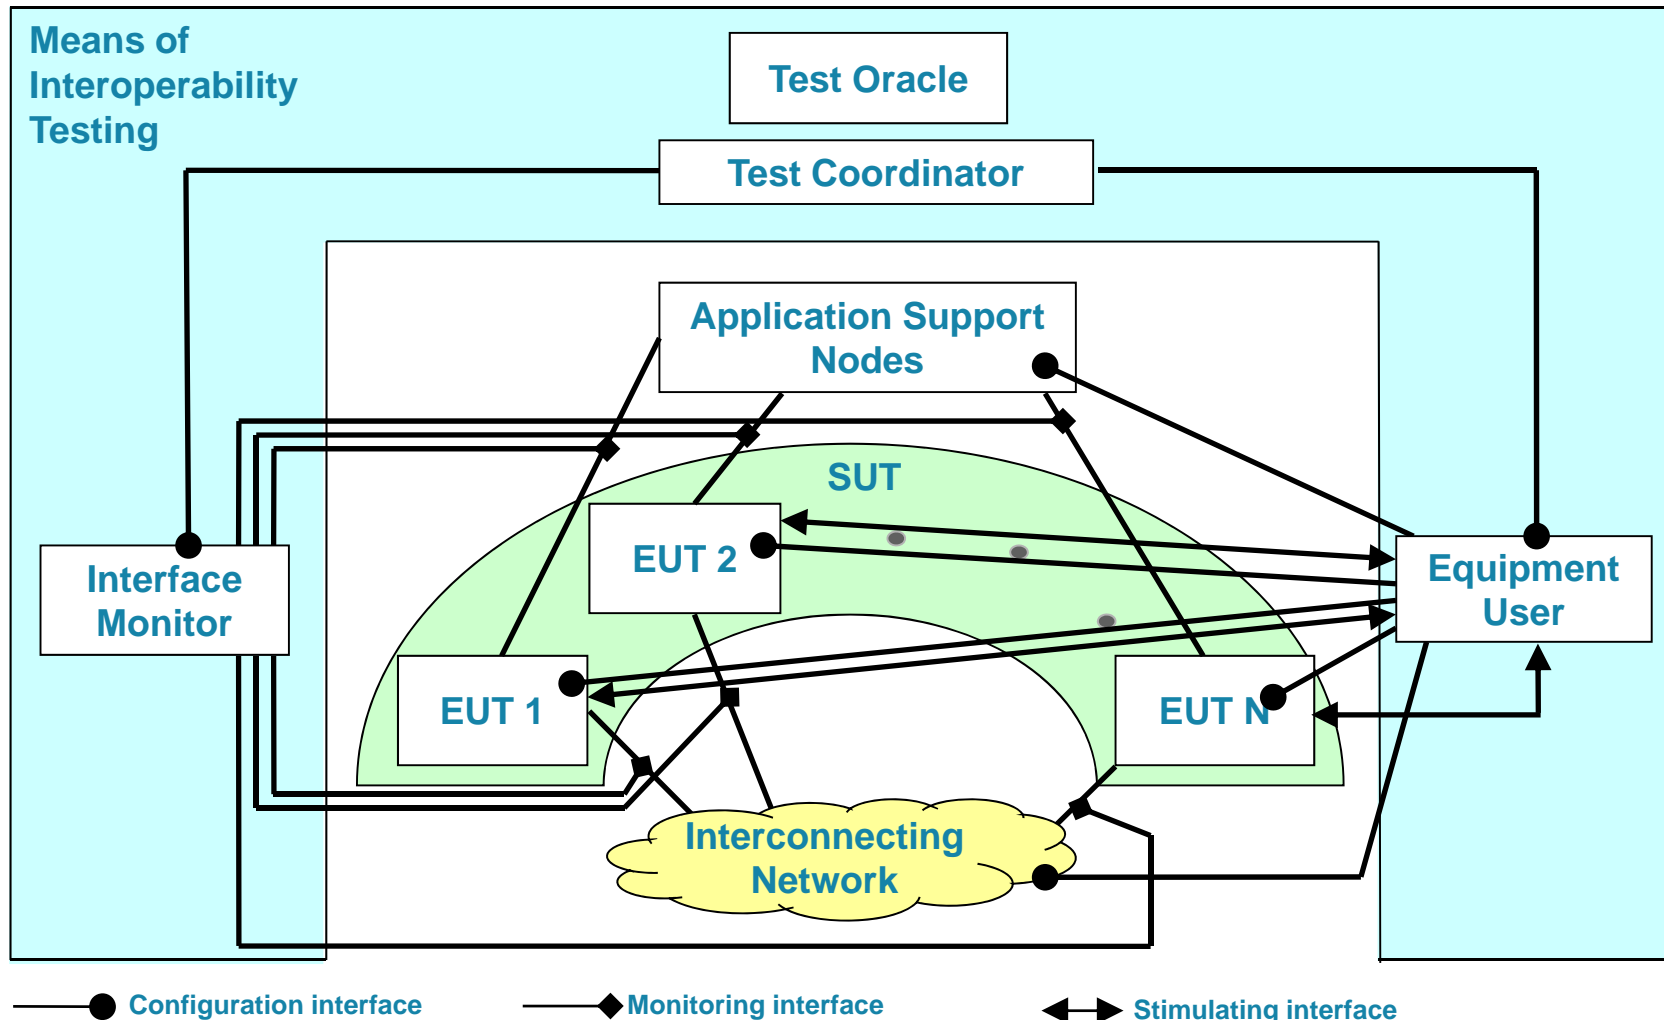 Means of
Interoperability
Testing
Test Oracle
Test Coordinator
Application Support
Nodes
SUT
EUT 2
Interface
Monitor
Equipment
User
EUT 1
EUT N
Interconnecting
Network
Configuration interface
Monitoring interface
Stimulating interface